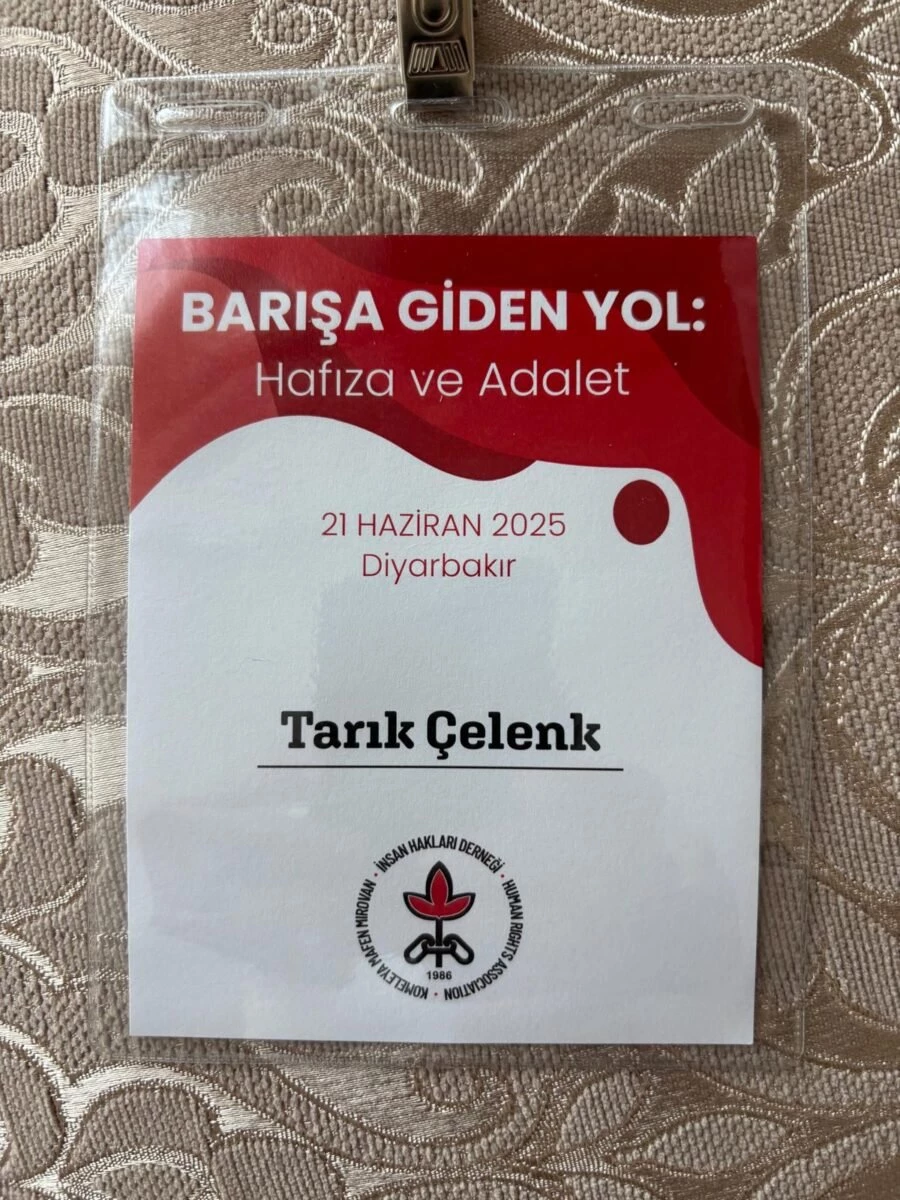 BARIŞA GİDEN YOL:
Hafıza ve Adalet
21 HAZİRAN 2025
Diyarbakır
Tarık Çelenk
İNSAN HAKLARI DERNEĞİ · HUMAN RIGHTS ASSOCIATION · KOMELEYA MAFEN MIROVAN ·
1986